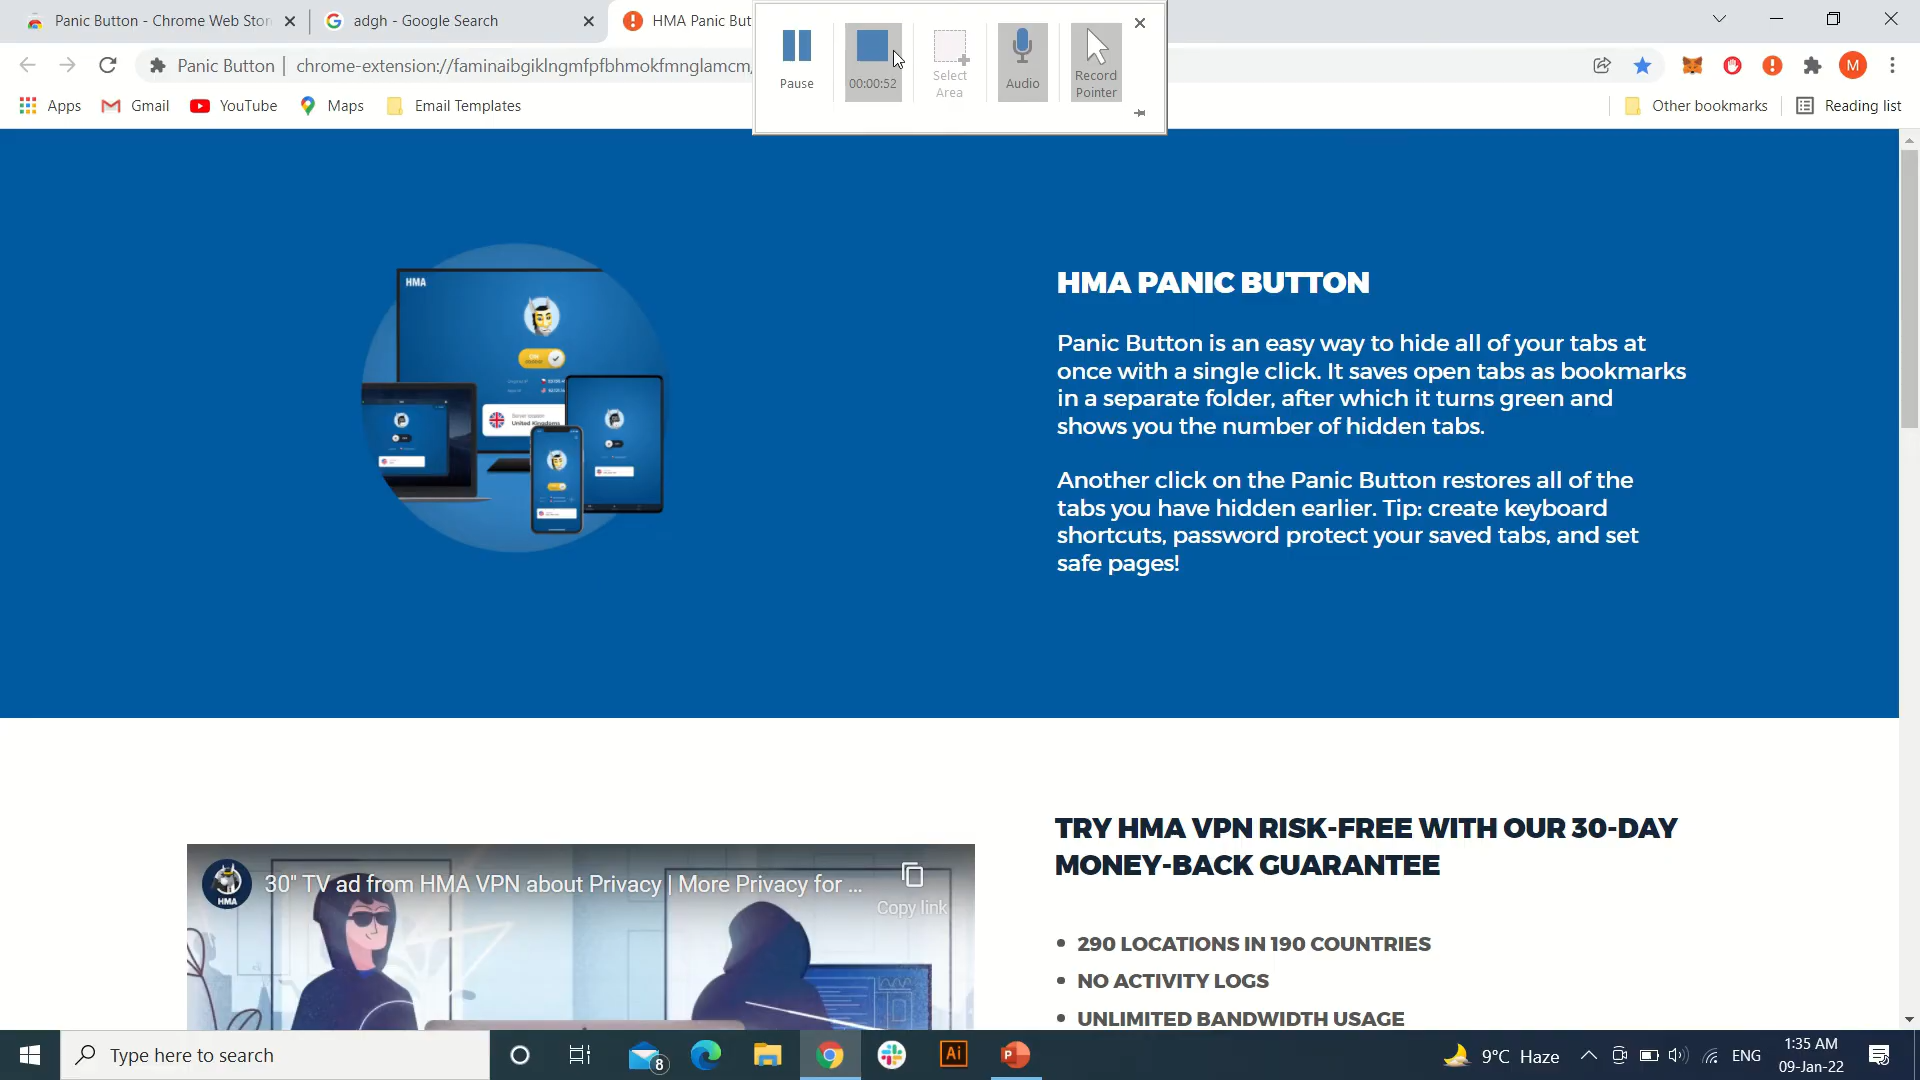 Panic Button - Chrome Web Stor
adgh - Google Search
HMA Panic But
Pause
00:00:52
Select
Area
Audio
Record
Pointer
Panic Button
chrome-extension://faminaibgiklngmfpfbhmokfmnglamcm,
M
Apps
Gmail
YouTube
Maps
Email Templates
Other bookmarks
Reading list
HMA
HMA PANIC BUTTON
Panic Button is an easy way to hide all of your tabs at
once with a single click. It saves open tabs as bookmarks
in a separate folder, after which it turns green and
shows you the number of hidden tabs.
Another click on the Panic Button restores all of the
tabs you have hidden earlier. Tip: create keyboard
shortcuts, password protect your saved tabs, and set
safe pages!
TRY HMA VPN RISK-FREE WITH OUR 30-DAY
MONEY-BACK GUARANTEE
• 290 LOCATIONS IN 190 COUNTRIES
• NO ACTIVITY LOGS
• UNLIMITED BANDWIDTH USAGE
HMA
30" TV ad from HMA VPN about Privacy | More Privacy for ...
Copy link
Type here to search
8
Ai
P
9°C Haze
ENG
1:35 AM
09-Jan-22